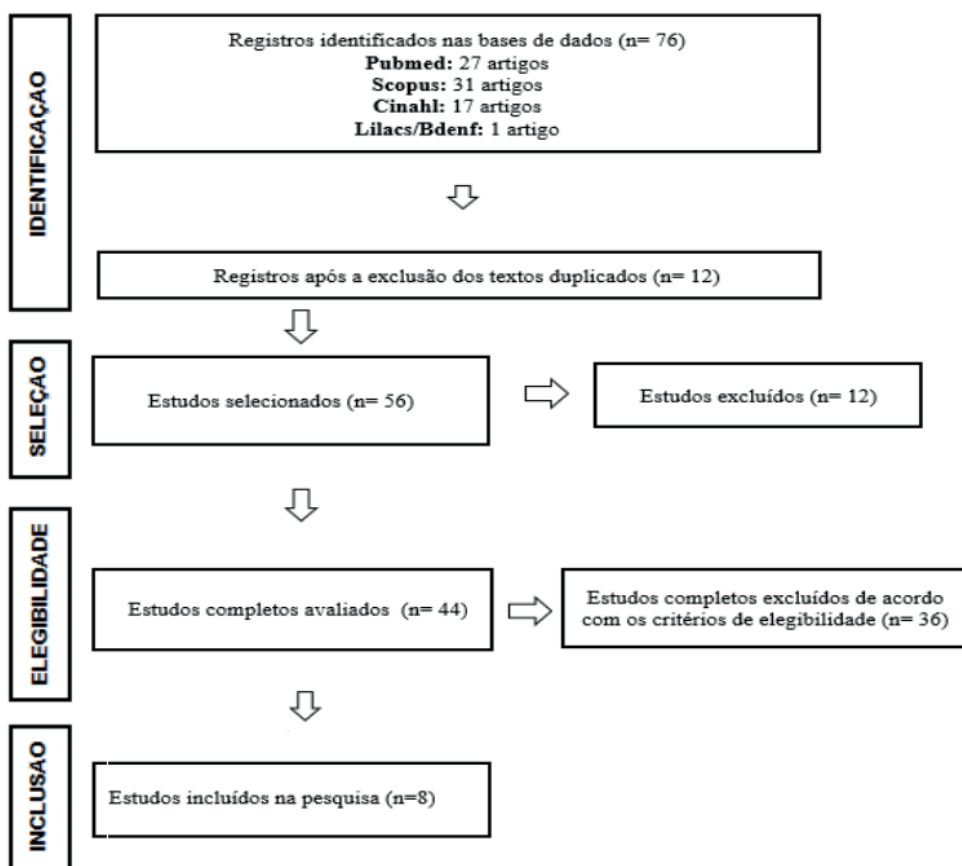 IDENTIFICAÇAO
Registros identificados nas bases de dados (n= 76)
Pubmed: 27 artigos
Scopus: 31 artigos
Cinahl: 17 artigos
Lilacs/Bdenf: 1 artigo
Registros após a exclusão dos textos duplicados (n= 12)
SELEÇAO
Estudos selecionados (n= 56)
Estudos excluídos (n= 12)
ELEGIBILIDADE
Estudos completos avaliados (n= 44)
Estudos completos excluídos de acordo
com os critérios de elegibilidade (n= 36)
INCLUSAO
Estudos incluídos na pesquisa (n=8)